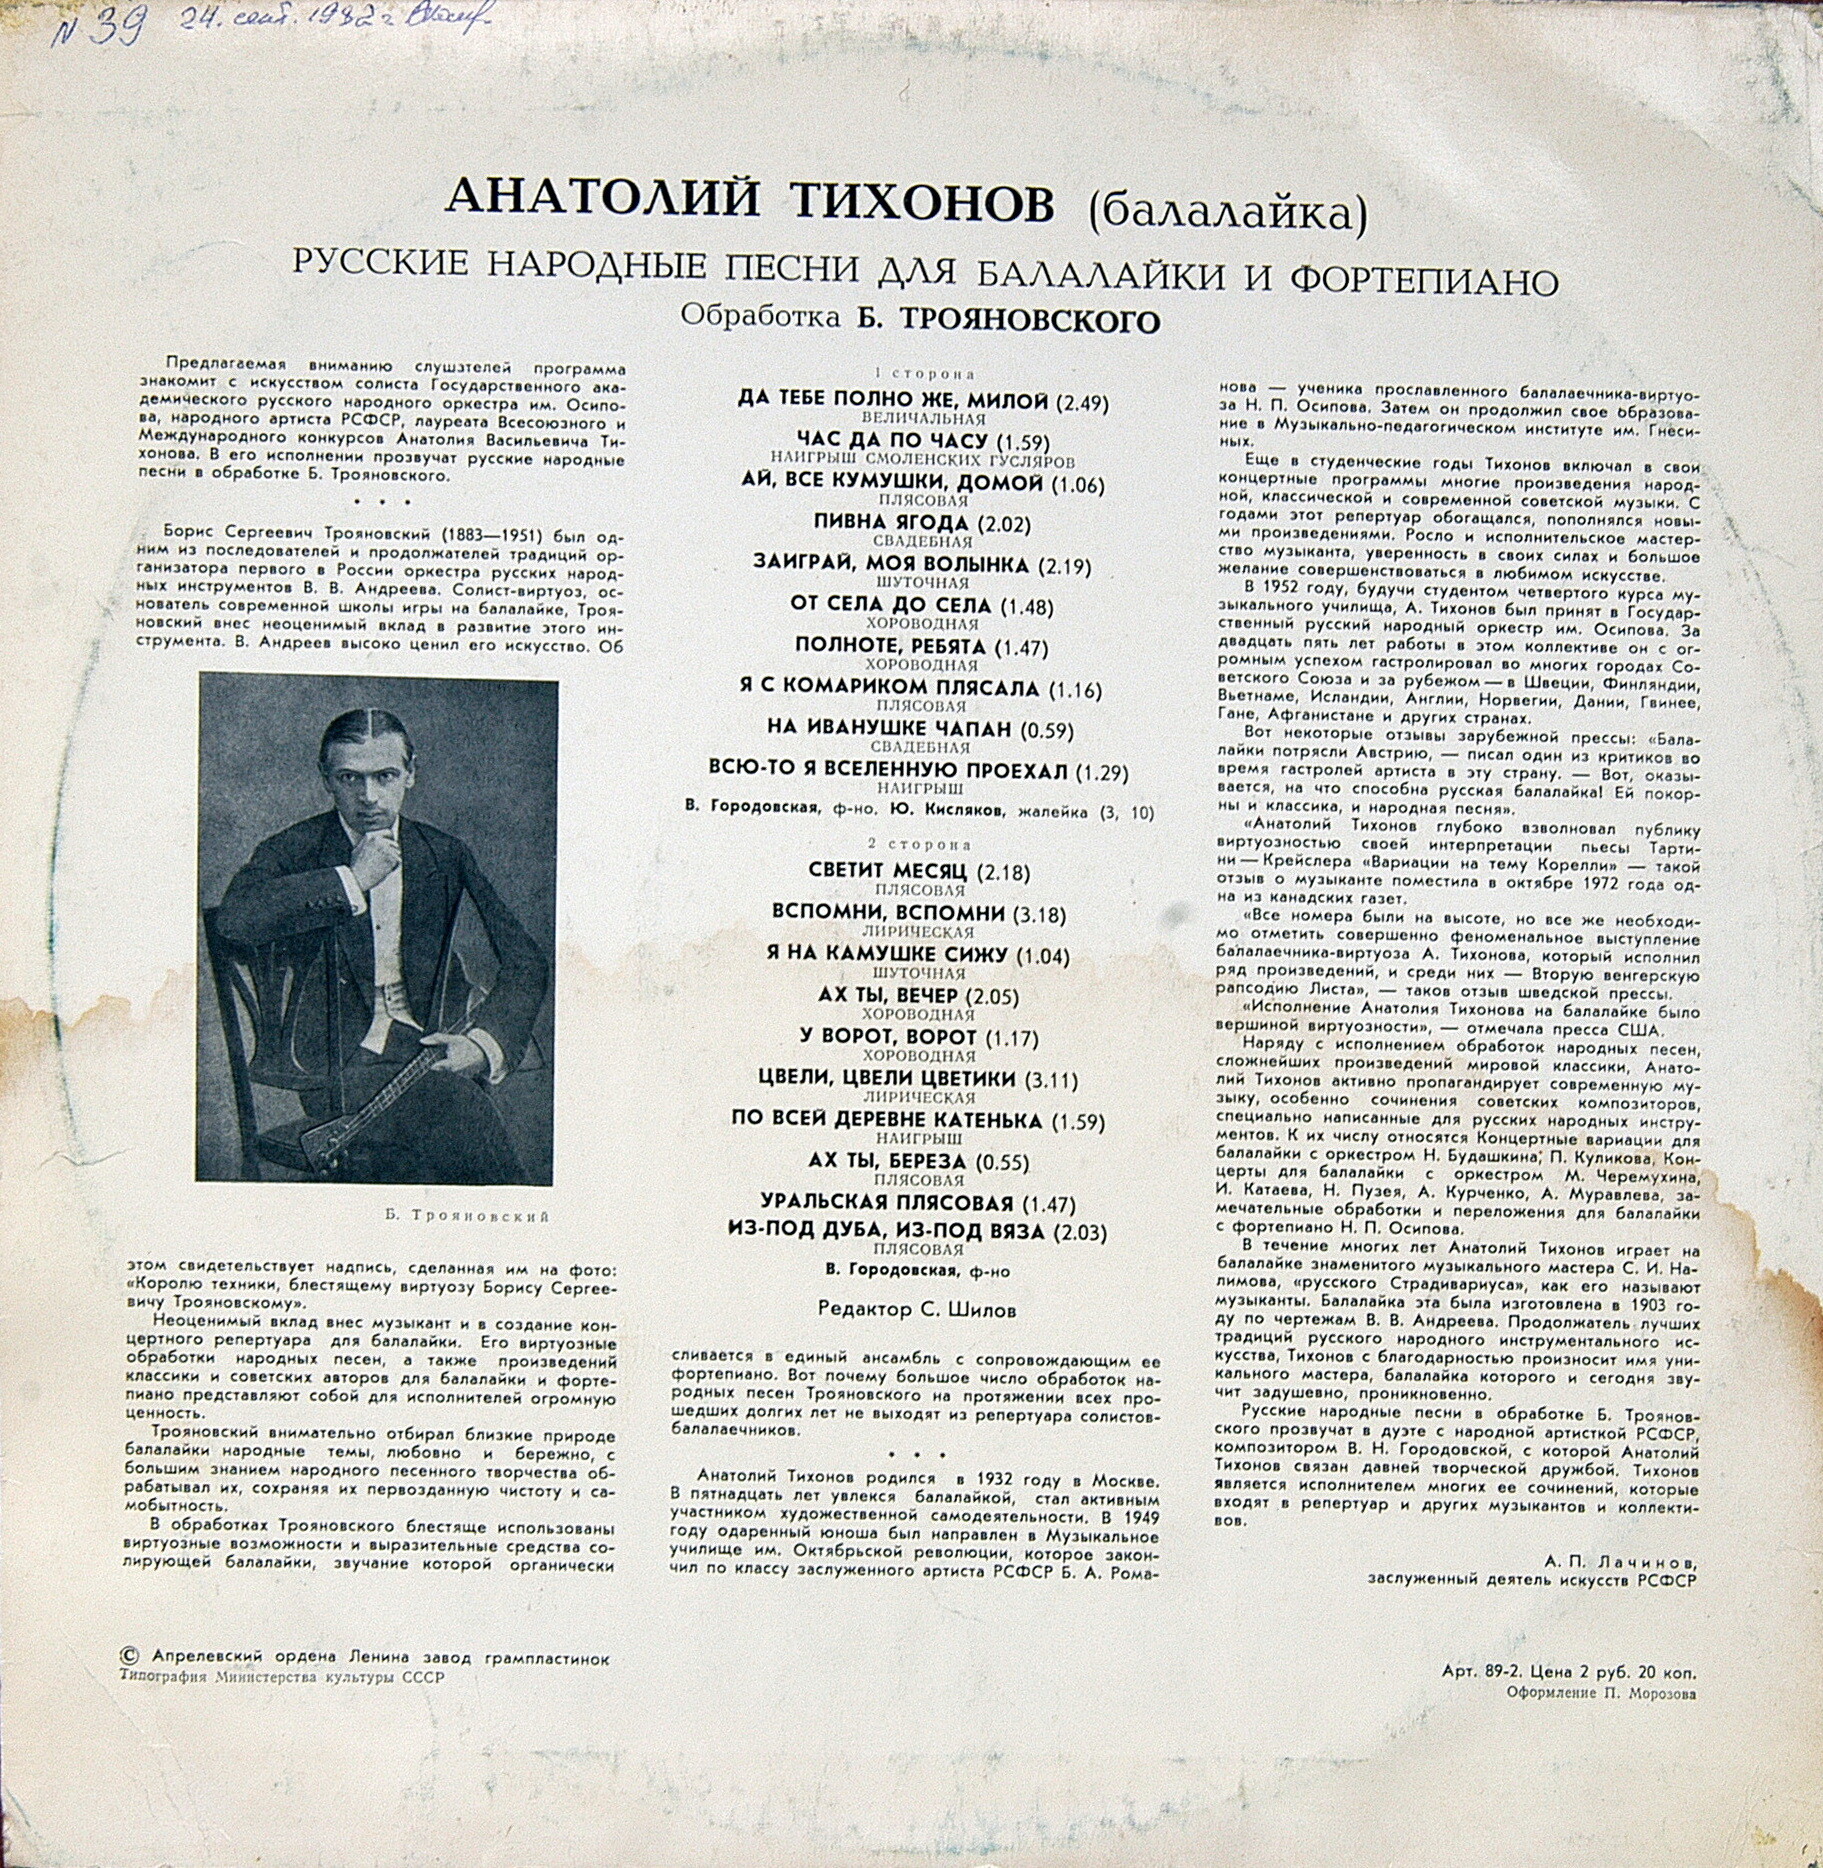 N 39 24. сент. 1982 г.
АНАТОЛИЙ ТИХОНОВ (балалайка)
РУССКИЕ НАРОДНЫЕ ПЕСНИ ДЛЯ БАЛАЛАЙКИ И ФОРТЕПИАНО
Обработка Б. ТРОЯНОВСКОГО
Предлагаемая вниманию слушателей программа
знакомит с искусством солиста Государственного ака-
демического русского народного оркестра им. Осипо-
ва, народного артиста РСФСР, лауреата Всесоюзного и
Международного конкурсов Анатолия Васильевича Ти-
хонова. В его исполнении прозвучат русские народные
песни в обработке Б. Трояновского.
• • •
Борис Сергеевич Трояновский (1883—1951) был од-
ним из последователей и продолжателей традиций ор-
ганизатора первого в России оркестра русских народ-
ных инструментов В. В. Андреева. Солист-виртуоз, ос-
нователь современной школы игры на балалайке, Троя-
новский внес неоценимый вклад в развитие этого ин-
струмента. В. Андреев высоко ценил его искусство. Об
Б. Трояновский
этом свидетельствует надпись, сделанная им на фото:
«Королю техники, блестящему виртуозу Борису Сергее-
вичу Трояновскому».
Неоценимый вклад внес музыкант и в создание кон-
цертного репертуара для балалайки. Его виртуозные
обработки народных песен, а также произведений
классики и советских авторов для балалайки и форте-
пиано представляют собой для исполнителей огромную
ценность.
Трояновский внимательно отбирал близкие природе
балалайки народные темы, любовно и бережно, с
большим знанием народного песенного творчества об-
рабатывал их, сохраняя их первозданную чистоту и са-
мобытность.
В обработках Трояновского блестяще использованы
виртуозные возможности и выразительные средства со-
лирующей балалайки, звучание которой органически
1 сторона
ДА ТЕБЕ ПОЛНО ЖЕ, МИЛОЙ (2.49)
ВЕЛИЧАЛЬНАЯ
ЧАС ДА ПО ЧАСУ (1.59)
НАИГРЫШ СМОЛЕНСКИХ ГУСЛЯРОВ
АЙ, ВСЕ КУМУШКИ, ДОМОЙ (1.06)
ПЛЯСОВАЯ
ПИВНА ЯГОДА (2.02)
СВАДЕБНАЯ
ЗАИГРАЙ, МОЯ ВОЛЫНКА (2.19)
ШУТОЧНАЯ
ОТ СЕЛА ДО СЕЛА (1.48)
ХОРОВОДНАЯ
ПОЛНОТЕ, РЕБЯТА (1.47)
ХОРОВОДНАЯ
Я С КОМАРИКОМ ПЛЯСАЛА (1.16)
ПЛЯСОВАЯ
НА ИВАНУШКЕ ЧАПАН (0.59)
СВАДЕБНАЯ
ВСЮ-ТО Я ВСЕЛЕННУЮ ПРОЕХАЛ (1.29)
НАИГРЫШ
В. Городовская, ф-но. Ю. Кисляков, жалейка (3, 10)
2 сторона
СВЕТИТ МЕСЯЦ (2.18)
ПЛЯСОВАЯ
ВСПОМНИ, ВСПОМНИ (3.18)
ЛИРИЧЕСКАЯ
Я НА КАМУШКЕ СИЖУ (1.04)
ШУТОЧНАЯ
АХ ТЫ, ВЕЧЕР (2.05)
ХОРОВОДНАЯ
У ВОРОТ, ВОРОТ (1.17)
ХОРОВОДНАЯ
ЦВЕЛИ, ЦВЕЛИ ЦВЕТИКИ (3.11)
ЛИРИЧЕСКАЯ
ПО ВСЕЙ ДЕРЕВНЕ КАТЕНЬКА (1.59)
НАИГРЫШ
АХ ТЫ, БЕРЕЗА (0.55)
ПЛЯСОВАЯ
УРАЛЬСКАЯ ПЛЯСОВАЯ (1.47)
ИЗ-ПОД ДУБА, ИЗ-ПОД ВЯЗА (2.03)
ПЛЯСОВАЯ
В. Городовская, ф-но
Редактор С. Шилов
сливается в единый ансамбль с сопровождающим ее
фортепиано. Вот почему большое число обработок на-
родных песен Трояновского на протяжении всех про-
шедших долгих лет не выходят из репертуара солистов-
балалаечников.
• • •
Анатолий Тихонов родился в 1932 году в Москве.
В пятнадцать лет увлекся балалайкой, стал активным
участником художественной самодеятельности. В 1949
году одаренный юноша был направлен в Музыкальное
училище им. Октябрьской революции, которое закон-
чил по классу заслуженного артиста РСФСР Б. А. Рома-
нова — ученика прославленного балалаечника-виртуо-
за Н. П. Осипова. Затем он продолжил свое образова-
ние в Музыкально-педагогическом институте им. Гнеси-
ных.
Еще в студенческие годы Тихонов включал в свои
концертные программы многие произведения народ-
ной, классической и современной советской музыки. С
годами этот репертуар обогащался, пополнялся новы-
ми произведениями. Росло и исполнительское мастер-
ство музыканта, уверенность в своих силах и большое
желание совершенствоваться в любимом искусстве.
В 1952 году, будучи студентом четвертого курса му-
зыкального училища, А. Тихонов был принят в Государ-
ственный русский народный оркестр им. Осипова. За
двадцать пять лет работы в этом коллективе он с ог-
ромным успехом гастролировал во многих городах Со-
ветского Союза и за рубежом — в Швеции, Финляндии,
Вьетнаме, Исландии, Англии, Норвегии, Дании, Гвинее,
Гане, Афганистане и других странах.
Вот некоторые отзывы зарубежной прессы: «Бала-
лайки потрясли Австрию, — писал один из критиков во
время гастролей артиста в эту страну. — Вот, оказы-
вается, на что способна русская балалайка! Ей покор-
ны и классика, и народная песня».
«Анатолий Тихонов глубоко взволновал публику
виртуозностью своей интерпретации пьесы Тарти-
ни — Крейслера «Вариации на тему Корелли» — такой
отзыв о музыканте поместила в октябре 1972 года од-
на из канадских газет.
«Все номера были на высоте, но все же необходи-
мо отметить совершенно феноменальное выступление
балалаечника-виртуоза А. Тихонова, который исполнил
ряд произведений, и среди них — Вторую венгерскую
рапсодию Листа», — таков отзыв шведской прессы.
«Исполнение Анатолия Тихонова на балалайке было
вершиной виртуозности», — отмечала пресса США.
Наряду с исполнением обработок народных песен,
сложнейших произведений мировой классики, Анато-
лий Тихонов активно пропагандирует современную му-
зыку, особенно сочинения советских композиторов,
специально написанные для русских народных инстру-
ментов. К их числу относятся Концертные вариации для
балалайки с оркестром Н. Будашкина, П. Куликова, Кон-
церты для балалайки с оркестром М. Черемухина,
И. Катаева, Н. Пузея, А. Курченко, А. Муравлева, за-
мечательные обработки и переложения для балалайки
с фортепиано Н. П. Осипова.
В течение многих лет Анатолий Тихонов играет на
балалайке знаменитого музыкального мастера С. И. На-
лимова, «русского Страдивариуса», как его называют
музыканты. Балалайка эта была изготовлена в 1903 го-
ду по чертежам В. В. Андреева. Продолжатель лучших
традиций русского народного инструментального ис-
кусства, Тихонов с благодарностью произносит имя уни-
кального мастера, балалайка которого и сегодня зву-
чит задушевно, проникновенно.
Русские народные песни в обработке Б. Троянов-
ского прозвучат в дуэте с народной артисткой РСФСР,
композитором В. Н. Городовской, с которой Анатолий
Тихонов связан давней творческой дружбой. Тихонов
является исполнителем многих ее сочинений, которые
входят в репертуар и других музыкантов и коллекти-
вов.
А. П. Лачинов,
заслуженный деятель искусств РСФСР
© Апрелевский ордена Ленина завод грампластинок
Типография Министерства культуры СССР
Арт. 89-2. Цена 2 руб. 20 коп.
Оформление П. Морозова